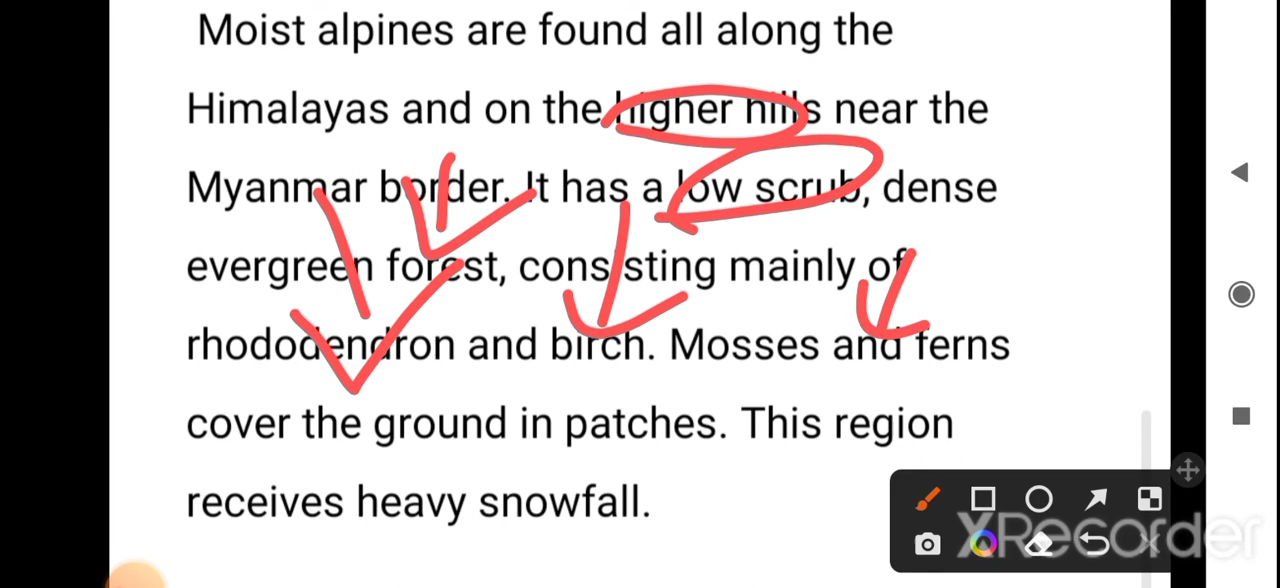 Moist alpines are found all along the
Himalayas and on the higher hills near the
Myanmar border. It has a low scrub, dense
evergreen forest, consisting mainly of
rhododendron and birch. Mosses and ferns
cover the ground in patches. This region
receives heavy snowfall.
XRecorder